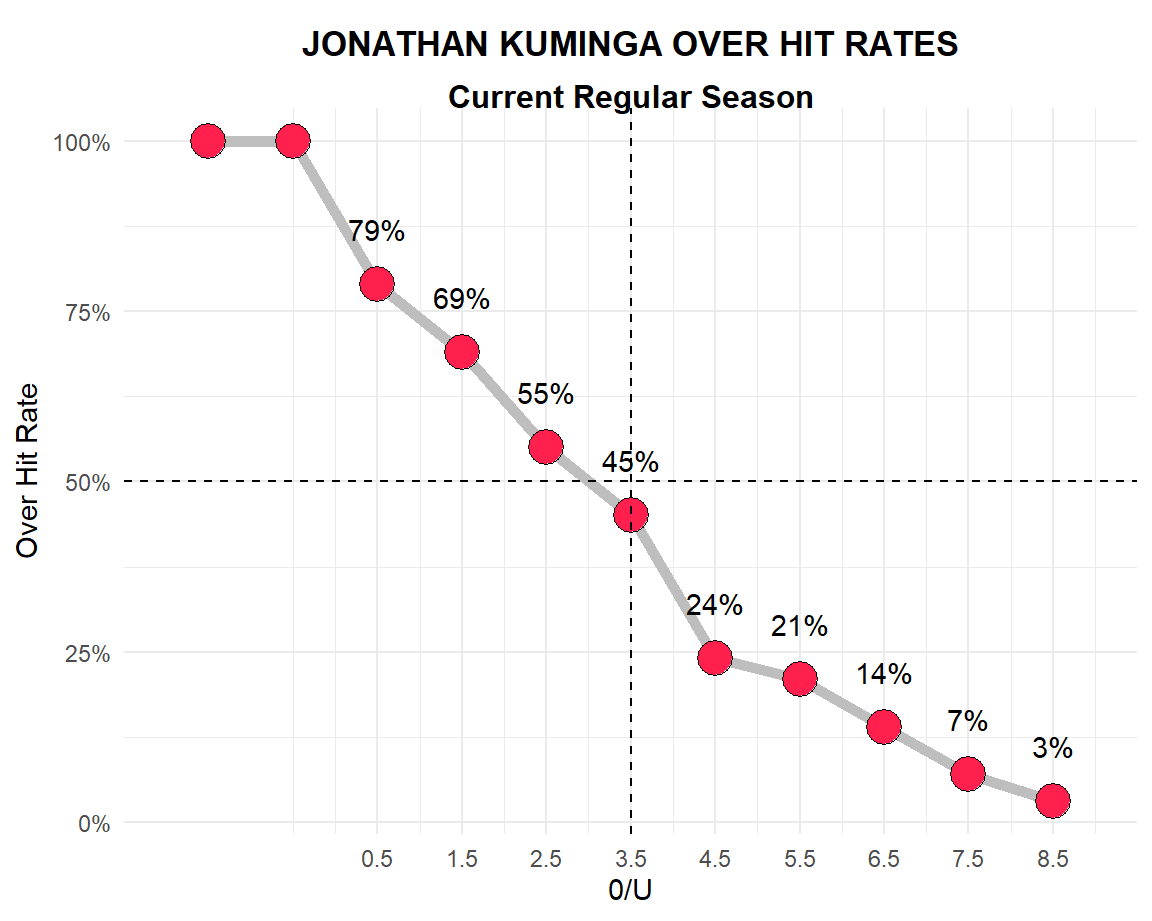 JONATHAN KUMINGA OVER HIT RATES
Current Regular Season
100%
79%
75%
69%
55%
45%
50%
Over Hit Rate
24%
21%
25%
14%
7%
3%
0%
0.5 1.5 2.5 3.5 4.5 5.5 6.5 7.5 8.5
0/U